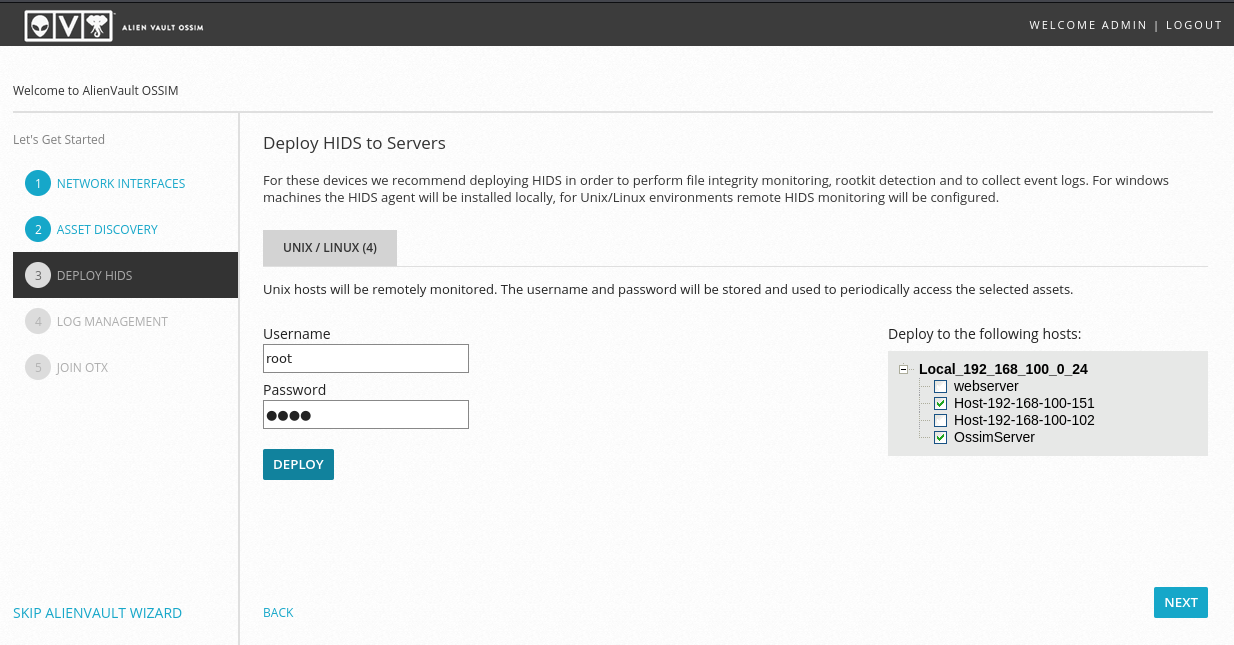 ALIEN VAULT OSSIM
WELCOME ADMIN | LOGOUT
Welcome to AlienVault OSSIM
Let's Get Started
1 NETWORK INTERFACES
2 ASSET DISCOVERY
3 DEPLOY HIDS
4 LOG MANAGEMENT
5 JOIN OTX
SKIP ALIENVAULT WIZARD
Deploy HIDS to Servers
For these devices we recommend deploying HIDS in order to perform file integrity monitoring, rootkit detection and to collect event logs. For windows
machines the HIDS agent will be installed locally, for Unix/Linux environments remote HIDS monitoring will be configured.
UNIX / LINUX (4)
Unix hosts will be remotely monitored. The username and password will be stored and used to periodically access the selected assets.
Username
root
Password
●●●●
DEPLOY
Deploy to the following hosts:
Local_192_168_100_0_24
webserver
Host-192-168-100-151
Host-192-168-100-102
OssimServer
BACK
NEXT